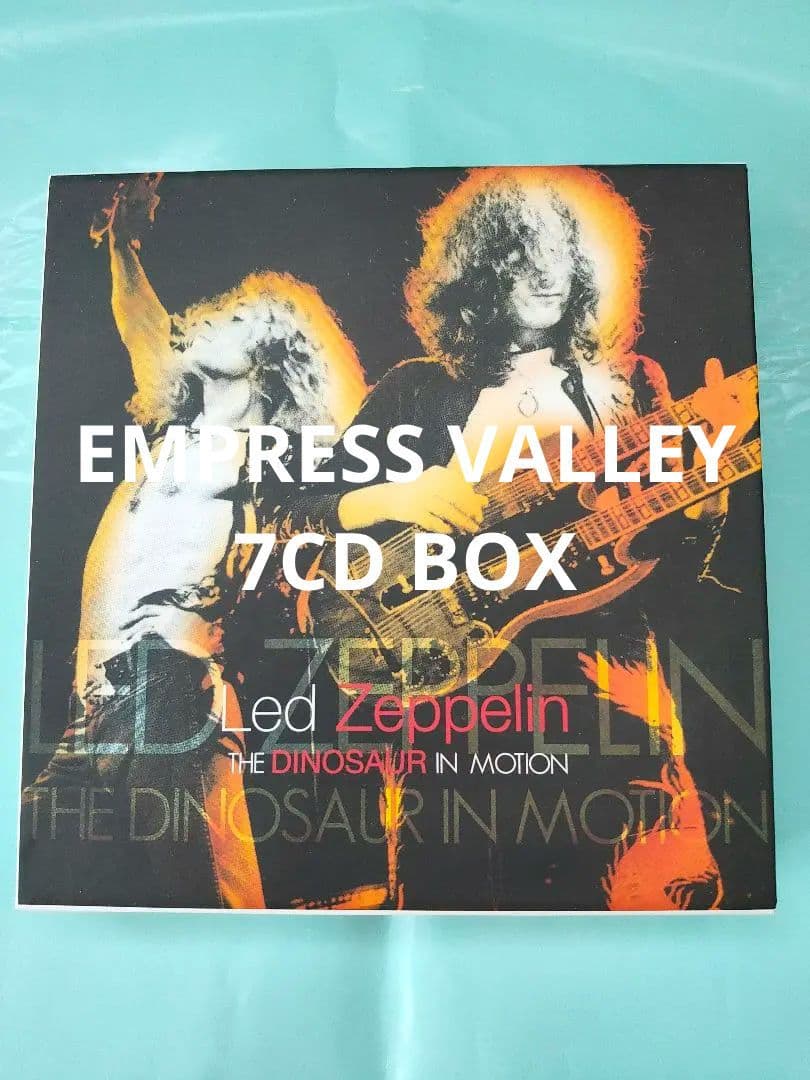 EMPRESS VALLEY
7CD BOX
LED ZEPPELIN
Led Zeppelin
THE DINOSAUR IN MOTION
THE DINOSAUR IN MOTION